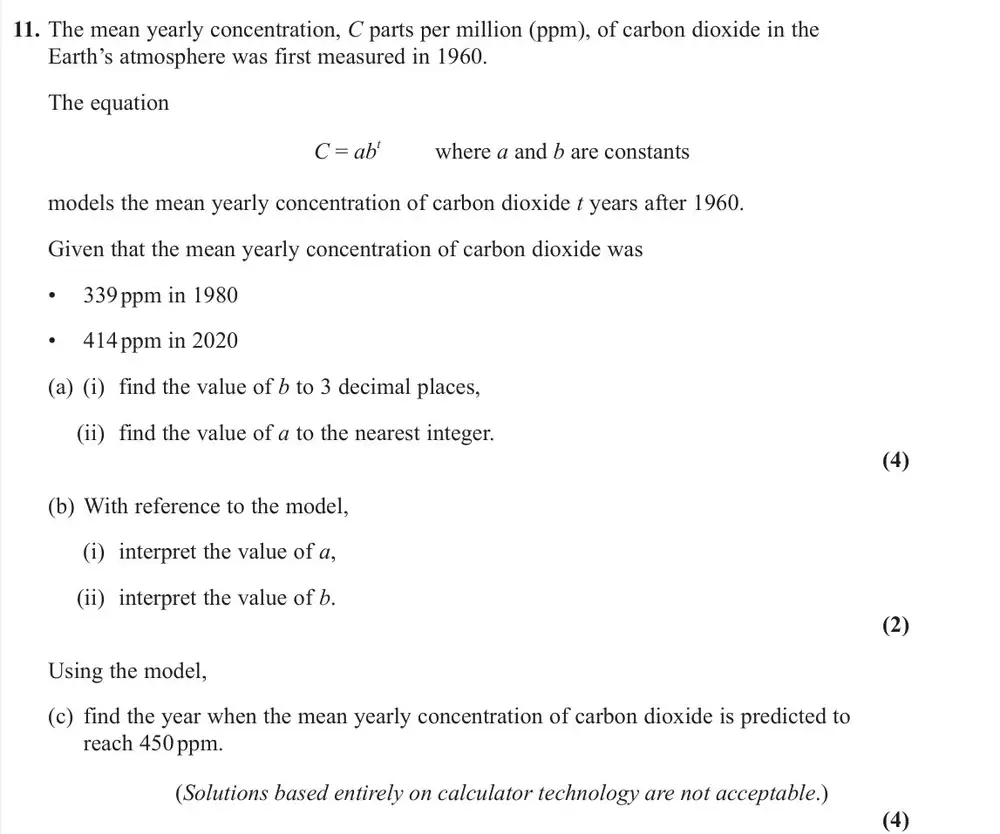 11. The mean yearly concentration, C parts per million (ppm), of carbon dioxide in the
Earth’s atmosphere was first measured in 1960.
The equation
C = abᵗ where a and b are constants
models the mean yearly concentration of carbon dioxide t years after 1960.
Given that the mean yearly concentration of carbon dioxide was
• 339 ppm in 1980
• 414 ppm in 2020
(a) (i) find the value of b to 3 decimal places,
(ii) find the value of a to the nearest integer.
(4)
(b) With reference to the model,
(i) interpret the value of a,
(ii) interpret the value of b.
(2)
Using the model,
(c) find the year when the mean yearly concentration of carbon dioxide is predicted to
reach 450 ppm.
(Solutions based entirely on calculator technology are not acceptable.)
(4)